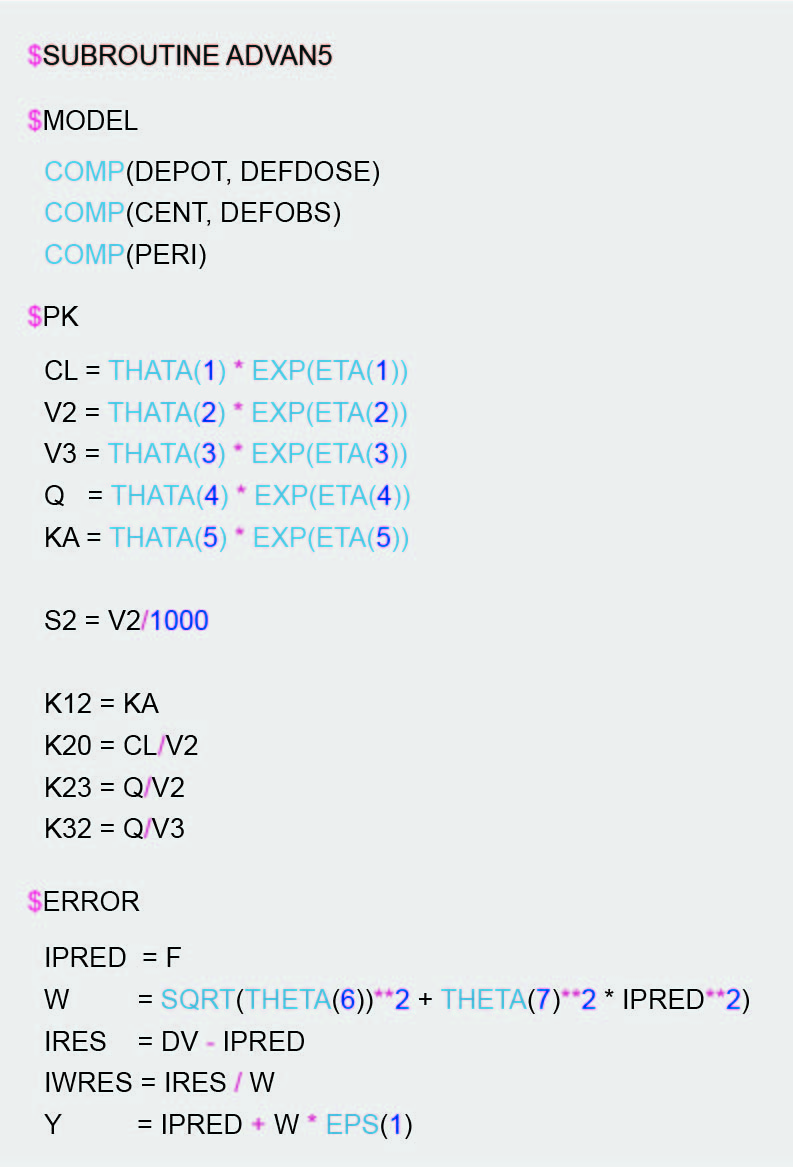 $SUBROUTINE ADVAN5
$MODEL
COMP(DEPOT, DEFDOSE)
COMP(CENT, DEFOBS)
COMP(PERI)
$PK
CL = THATA(1) * EXP(ETA(1))
V2 = THATA(2) * EXP(ETA(2))
V3 = THATA(3) * EXP(ETA(3))
Q = THATA(4) * EXP(ETA(4))
KA = THATA(5) * EXP(ETA(5))
S2 = V2/1000
K12 = KA
K20 = CL/V2
K23 = Q/V2
K32 = Q/V3
$ERROR
IPRED = F
W = SQRT(THETA(6))**2 + THETA(7)**2 * IPRED**2)
IRES = DV - IPRED
IWRES = IRES / W
Y = IPRED + W * EPS(1)